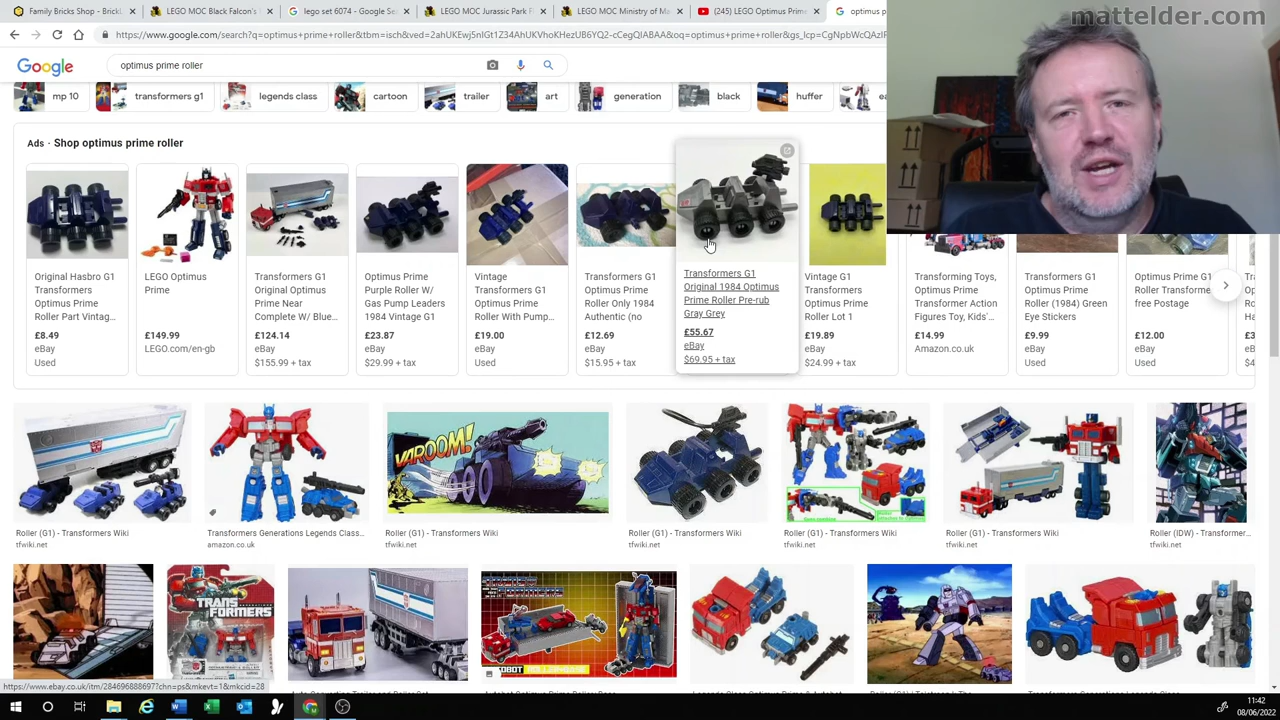 Family Bricks Shop - BrickL
LEGO MOC Black Falcon's
lego set 6074 - Google Se
LEGO MOC Jurassic Park F
LEGO MOC Ministry of Ma
(245) LEGO Optimus Prime
optimus p
mattelder.com
https://www.google.com/search?q=optimus+prime+roller&tbm=isch&ved=
Google
optimus prime roller
mp 10
transformers g1
legends class
cartoon
trailer
art
generation
black
huffer
Ads · Shop optimus prime roller
Original Hasbro G1
Transformers
Optimus Prime
Roller Part Vintag...
£8.49
eBay
Used
LEGO Optimus
Prime
£149.99
LEGO.com/en-gb
Transformers G1
Original Optimus
Prime Near
Complete W/ Blue...
£124.14
eBay
$155.99 + tax
Optimus Prime
Purple Roller W/
Gas Pump Leaders
1984 Vintage G1
£23.87
eBay
$29.99 + tax
Vintage
Transformers G1
Optimus Prime
Roller With Pump...
£19.00
eBay
Used
Transformers G1
Optimus Prime
Roller Only 1984
Authentic (no
£12.69
eBay
$15.95 + tax
Transformers G1
Original 1984 Optimus
Prime Roller Pre-rub
Gray Grey
£55.67
eBay
$69.95 + tax
Vintage G1
Transformers
Optimus Prime
Roller Lot 1
£19.89
eBay
$24.99 + tax
Transforming Toys,
Optimus Prime
Transformer Action
Figures Toy, Kids'
£14.99
Amazon.co.uk
Transformers G1
Optimus Prime
Roller (1984) Green
Eye Stickers
£9.99
eBay
Used
Optimus Prime G1
Transformers Roller
free Postage
£12.00
eBay
Used
VAROOM!
Roller (G1) - Transformers Wiki
tfwiki.net
Transformers Generations Legends Class...
amazon.co.uk
Roller (G1) - Transformers Wiki
tfwiki.net
Roller (G1) - Transformers Wiki
tfwiki.net
Roller (G1) - Transformers Wiki
tfwiki.net
Roller (G1) - Transformers Wiki
tfwiki.net
Roller (IDW) - Transformer...
tfwiki.net
TRANSFORMERS
11:42
08/06/2022